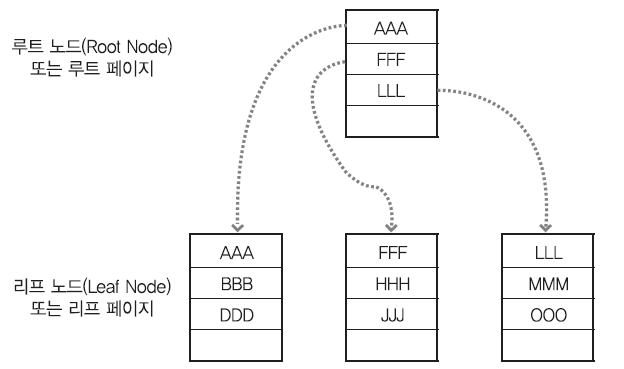 루트 노드(Root Node)
또는 루트 페이지
AAA
FFF
LLL
리프 노드(Leaf Node)
또는 리프 페이지
AAA
BBB
DDD
FFF
HHH
JJJ
LLL
MMM
OOO